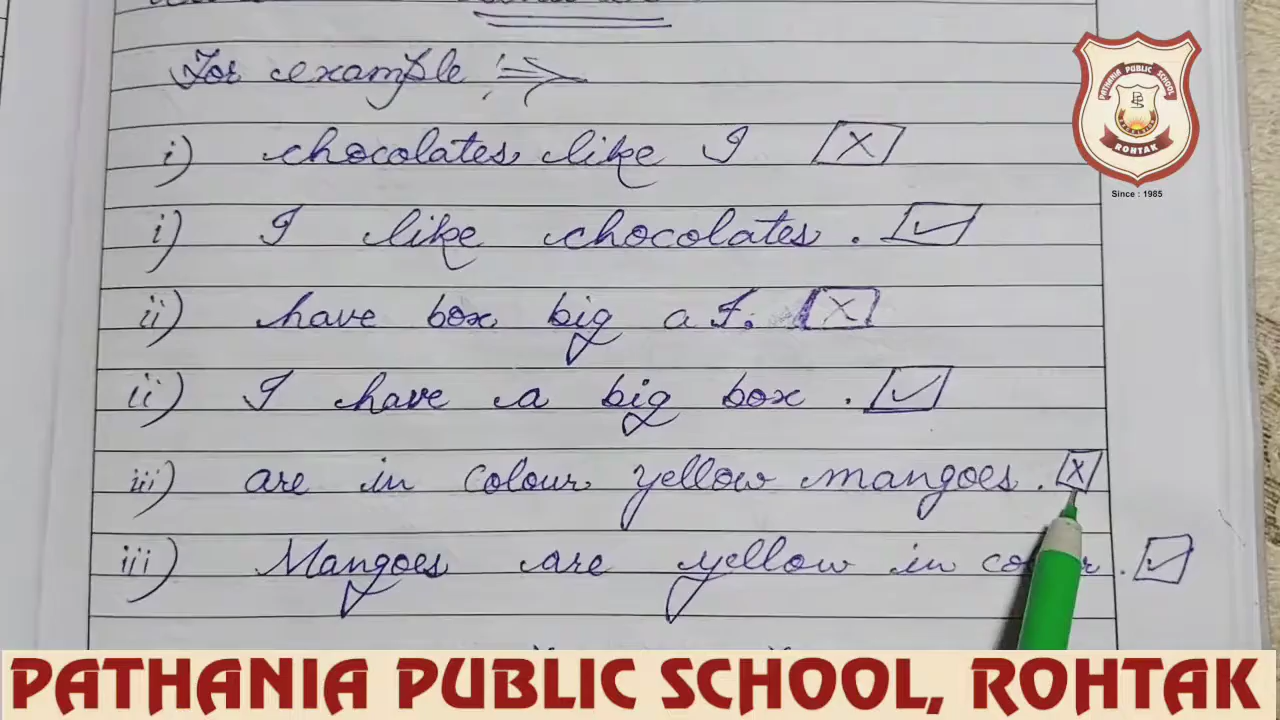 For example :⇒
i) chocolates like I ☒
i) I like chocolates. ☑
ii) have box big a I. ☒
ii) I have a big box. ☑
iii) are in colour yellow mangoes. ☒
iii) Mangoes are yellow in colour. ☑
PATHANIA PUBLIC SCHOOL
ROHTAK
Since : 1985
PATHANIA PUBLIC SCHOOL, ROHTAK